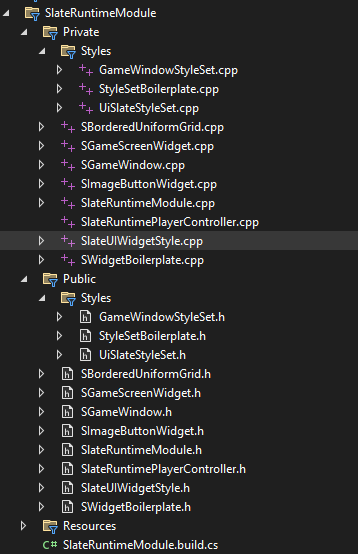 SlateRuntimeModule
Private
Styles
GameWindowStyleSet.cpp
StyleSetBoilerplate.cpp
UiSlateStyleSet.cpp
SBorderedUniformGrid.cpp
SGameScreenWidget.cpp
SGameWindow.cpp
SImageButtonWidget.cpp
SlateRuntimeModule.cpp
SlateRuntimePlayerController.cpp
SlateUIWidgetStyle.cpp
SWidgetBoilerplate.cpp
Public
Styles
GameWindowStyleSet.h
StyleSetBoilerplate.h
UiSlateStyleSet.h
SBorderedUniformGrid.h
SGameScreenWidget.h
SGameWindow.h
SImageButtonWidget.h
SlateRuntimeModule.h
SlateRuntimePlayerController.h
SlateUIWidgetStyle.h
SWidgetBoilerplate.h
Resources
C# SlateRuntimeModule.build.cs